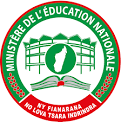 MINISTÈRE DE L'ÉDUCATION NATIONALE
NY FIANARANA
NO LOVA TSARA INDRINDRA